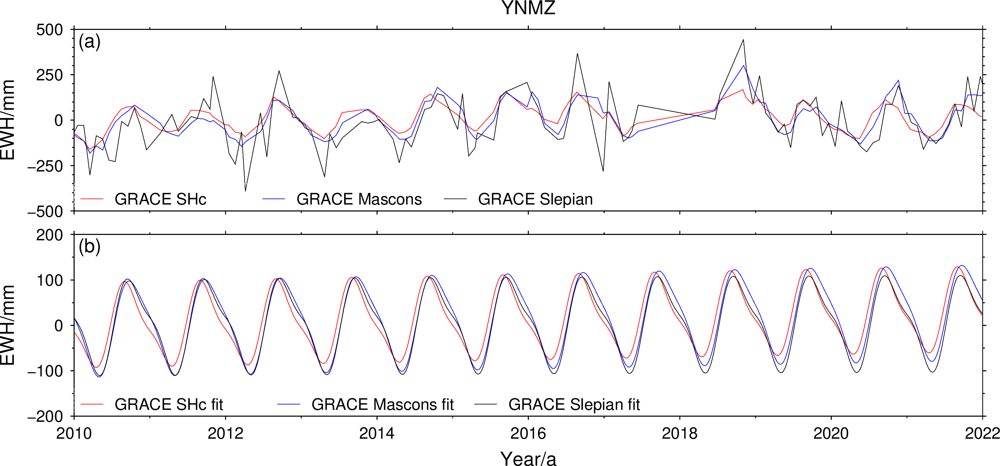 YNMZ
500
(a)
250
0
−250
−500
EWH/mm
GRACE SHc GRACE Mascons GRACE Slepian
200
(b)
100
0
−100
−200
EWH/mm
GRACE SHc fit GRACE Mascons fit GRACE Slepian fit
2010 2012 2014 2016 2018 2020 2022
Year/a